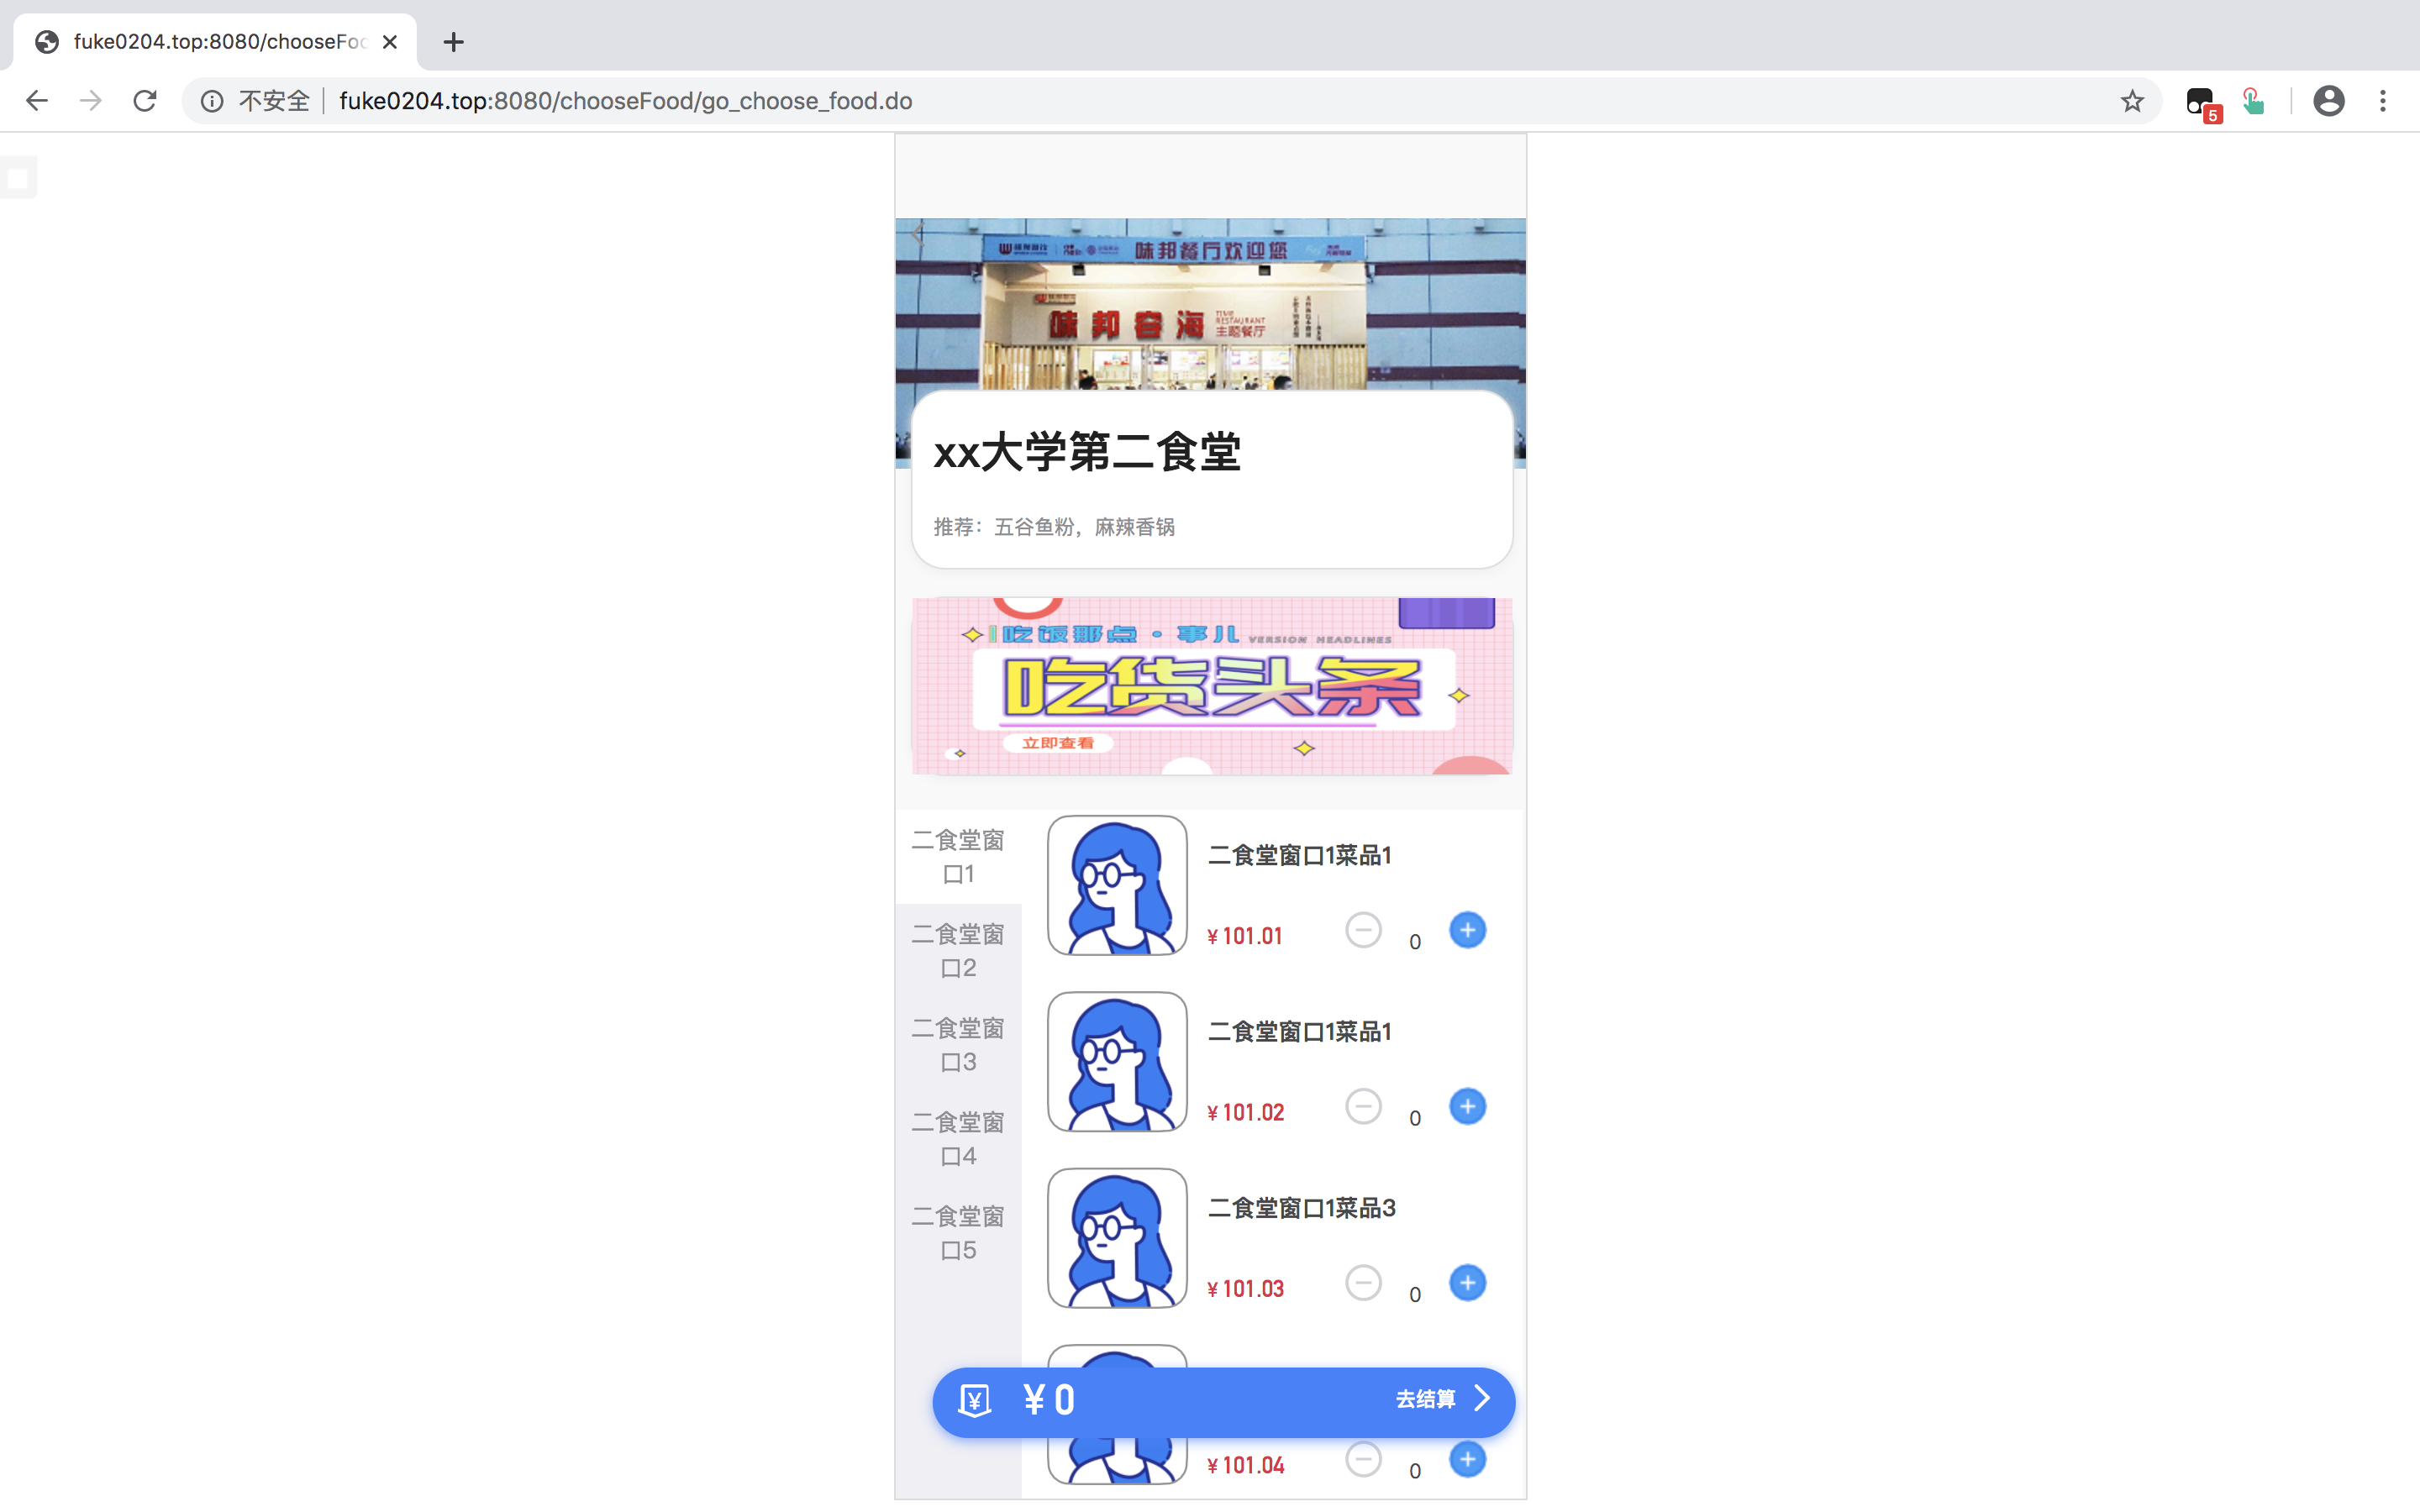 fuke0204.top:8080/chooseFoo
不安全
fuke0204.top:8080/chooseFood/go_choose_food.do
5
味邦餐厅欢迎您
味邦容海
TIME
RESTAURANT
主题餐厅
xx大学第二食堂
推荐：五谷鱼粉，麻辣香锅
吃饭那点·事儿 VERSION HEADLINES
吃货头条
立即查看
二食堂窗
口1
二食堂窗
口2
二食堂窗
口3
二食堂窗
口4
二食堂窗
口5
二食堂窗口1菜品1
¥ 101.01
0
二食堂窗口1菜品1
¥ 101.02
0
二食堂窗口1菜品3
¥ 101.03
0
¥ 0
去结算
¥ 101.04
0